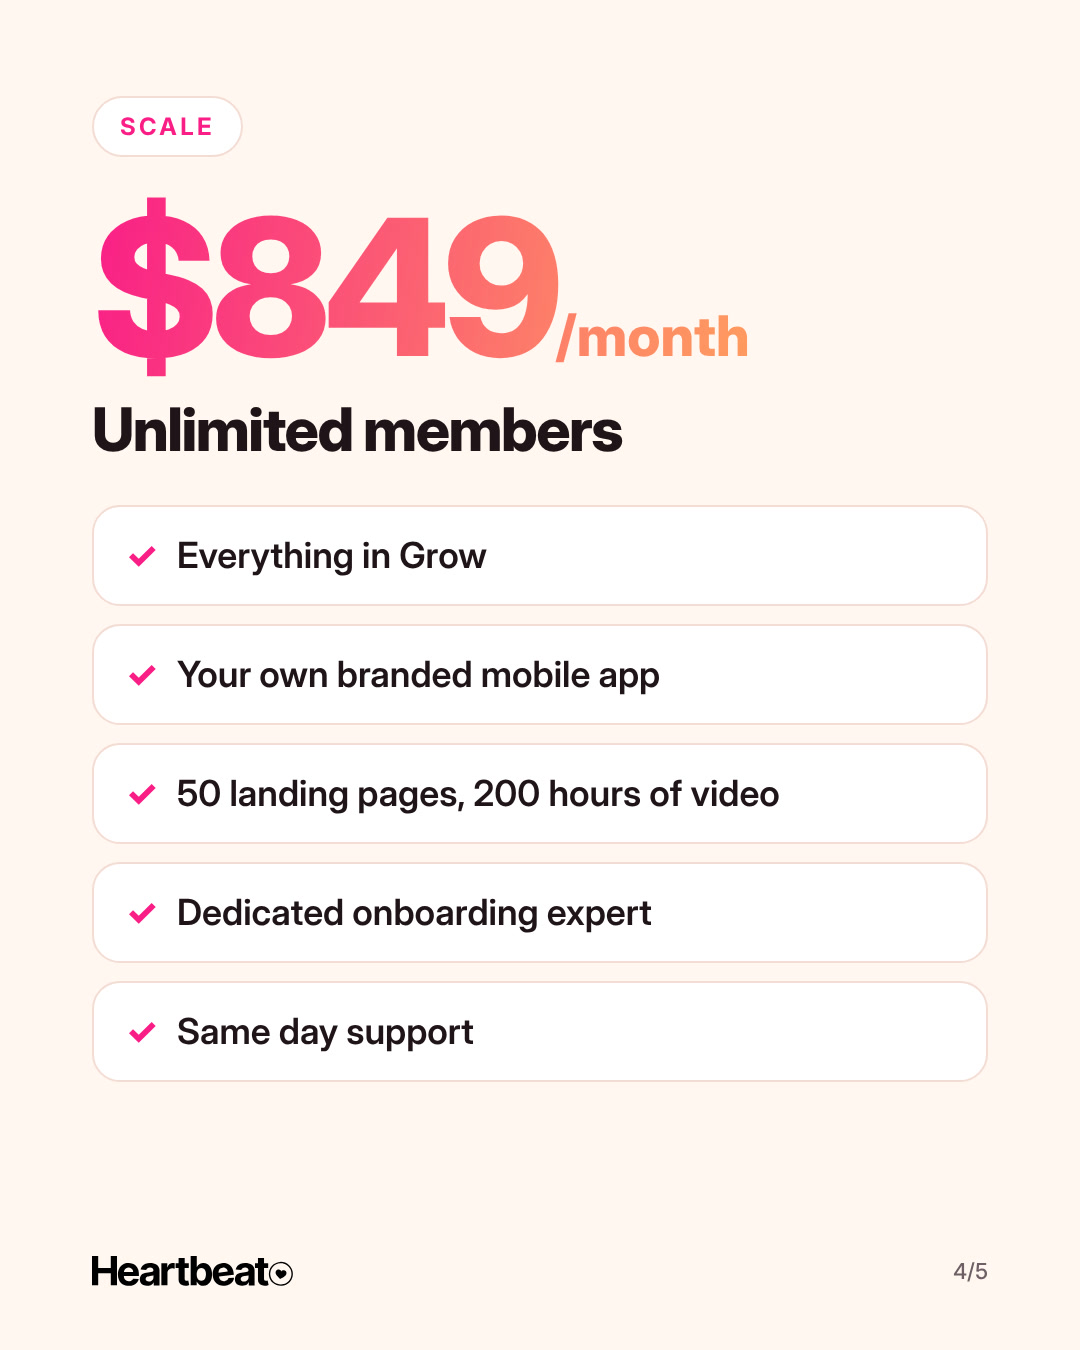 SCALE
$849/month
Unlimited members
Everything in Grow
Your own branded mobile app
50 landing pages, 200 hours of video
Dedicated onboarding expert
Same day support
Heartbeat
4/5